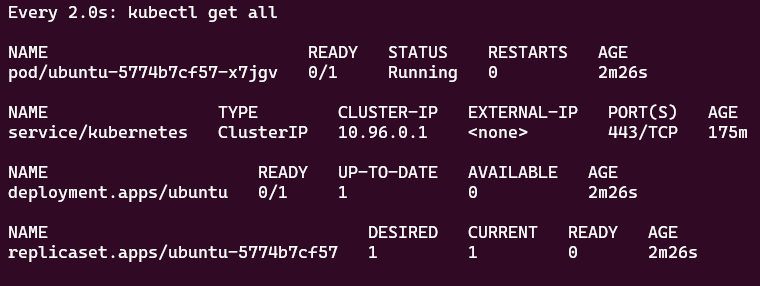 Every 2.0s: kubectl get all
NAME READY STATUS RESTARTS AGE
pod/ubuntu-5774b7cf57-x7jgv 0/1 Running 0 2m26s
NAME TYPE CLUSTER-IP EXTERNAL-IP PORT(S) AGE
service/kubernetes ClusterIP 10.96.0.1 <none> 443/TCP 175m
NAME READY UP-TO-DATE AVAILABLE AGE
deployment.apps/ubuntu 0/1 1 0 2m26s
NAME DESIRED CURRENT READY AGE
replicaset.apps/ubuntu-5774b7cf57 1 1 0 2m26s